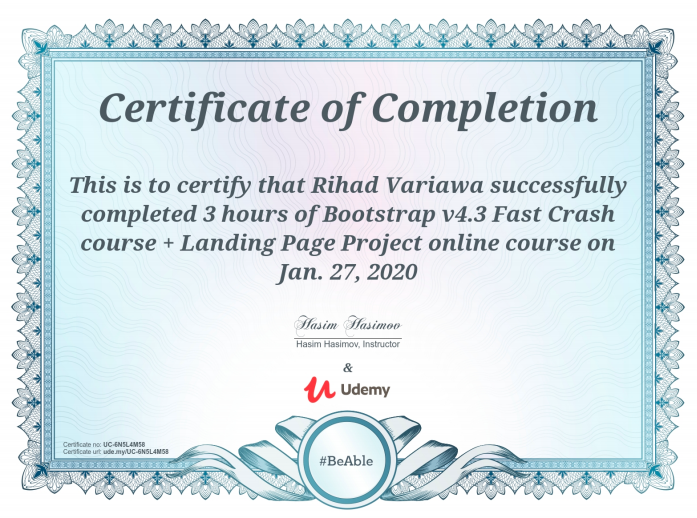 Certificate of Completion
This is to certify that Rihad Variawa successfully
completed 3 hours of Bootstrap v4.3 Fast Crash
course + Landing Page Project online course on
Jan. 27, 2020
Hasim Hasimov
Hasim Hasimov, Instructor
&
Udemy
#BeAble
Certificate no: UC-6N5L4M58
Certificate url: ude.my/UC-6N5L4M58